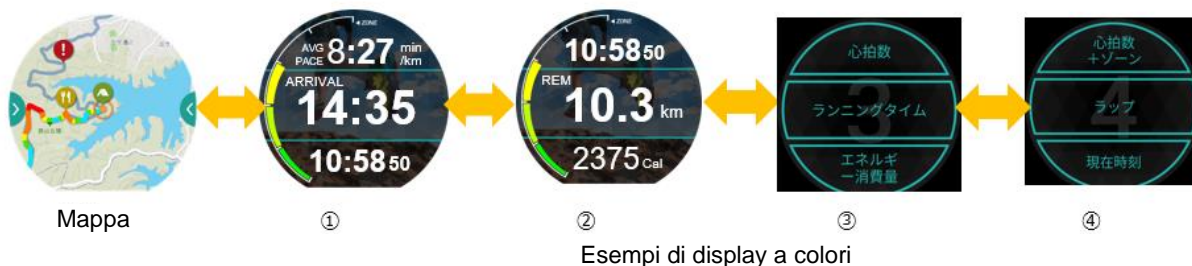 ◄ ZONE
AVG PACE 8:27 min /km
ARRIVAL
14:35
10:58 50
10:58 50
REM
10.3 km
2375 Cal
心拍数
ランニングタイム
3
エネルギ
ー消費量
心拍数
+ゾーン
ラップ
4
現在時刻
Mappa
①
②
③
④
Esempi di display a colori